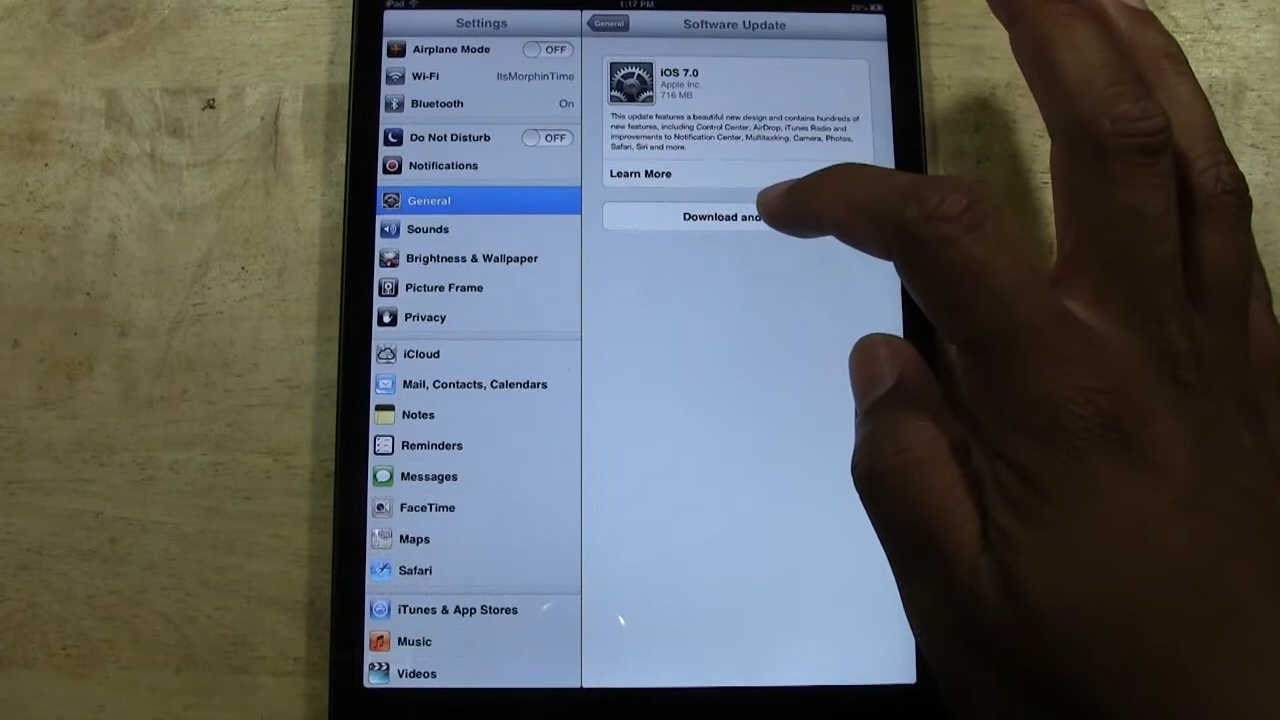 iPad
1:17 PM
20%
Settings
General
Software Update
Airplane Mode
OFF
Wi-Fi
ItsMorphinTime
Bluetooth
On
Do Not Disturb
OFF
Notifications
General
Sounds
Brightness & Wallpaper
Picture Frame
Privacy
iCloud
Mail, Contacts, Calendars
Notes
Reminders
Messages
FaceTime
Maps
Safari
iTunes & App Stores
Music
Videos
iOS 7.0
Apple Inc.
716 MB
This update features a beautiful new design and contains hundreds of
new features, including Control Center, AirDrop, iTunes Radio and
improvements to Notification Center, Multitasking, Camera, Photos,
Safari, Siri and more.
Learn More
Download and